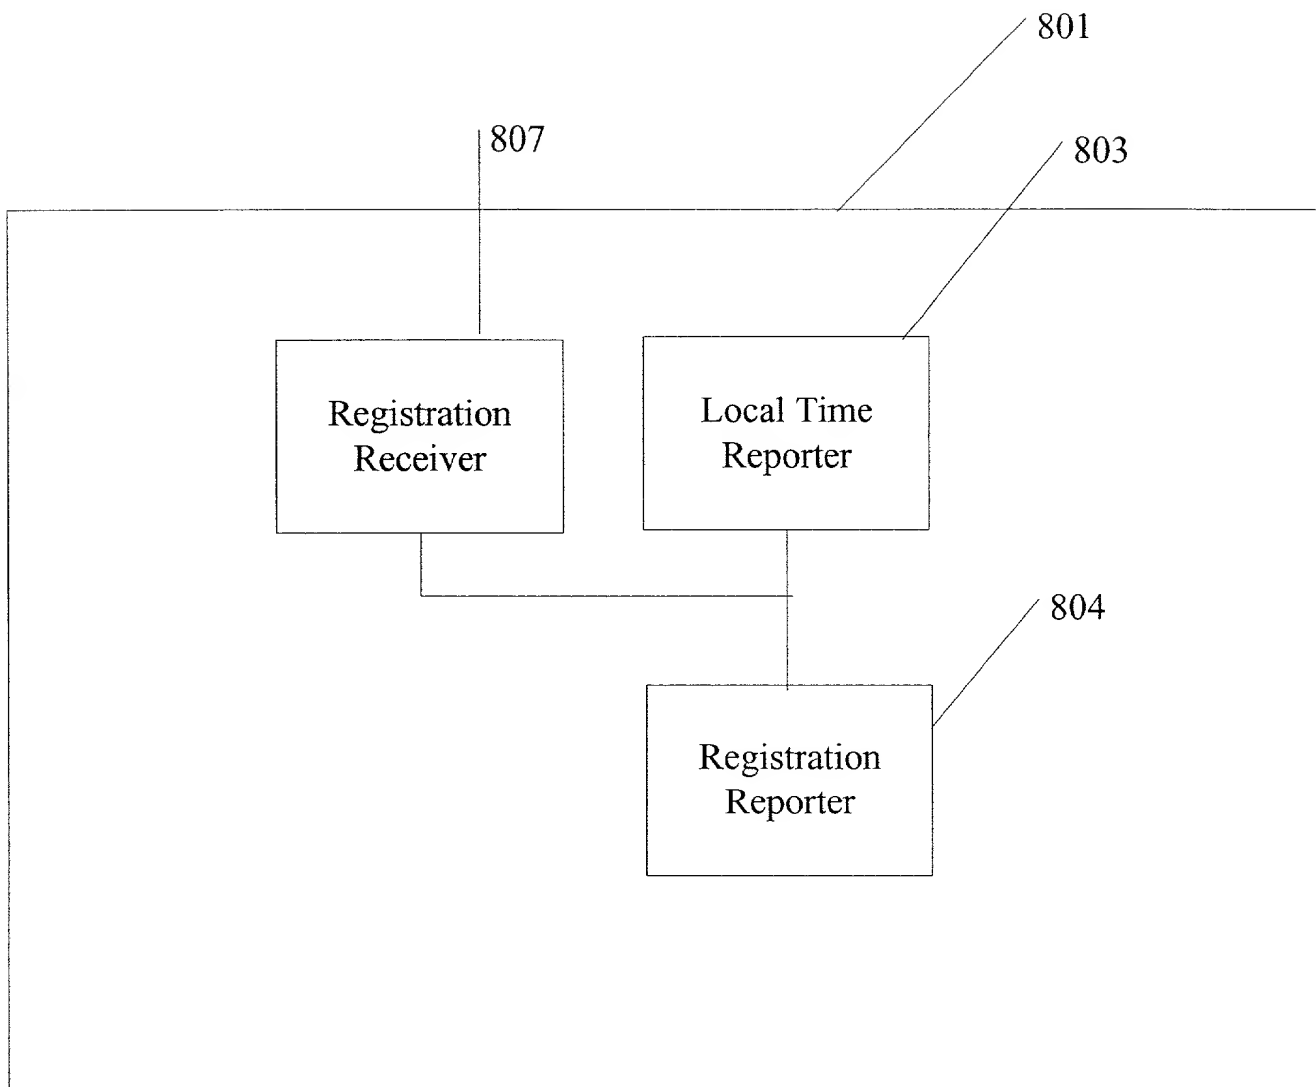 801
807
803
Registration
Receiver
Local Time
Reporter
804
Registration
Reporter